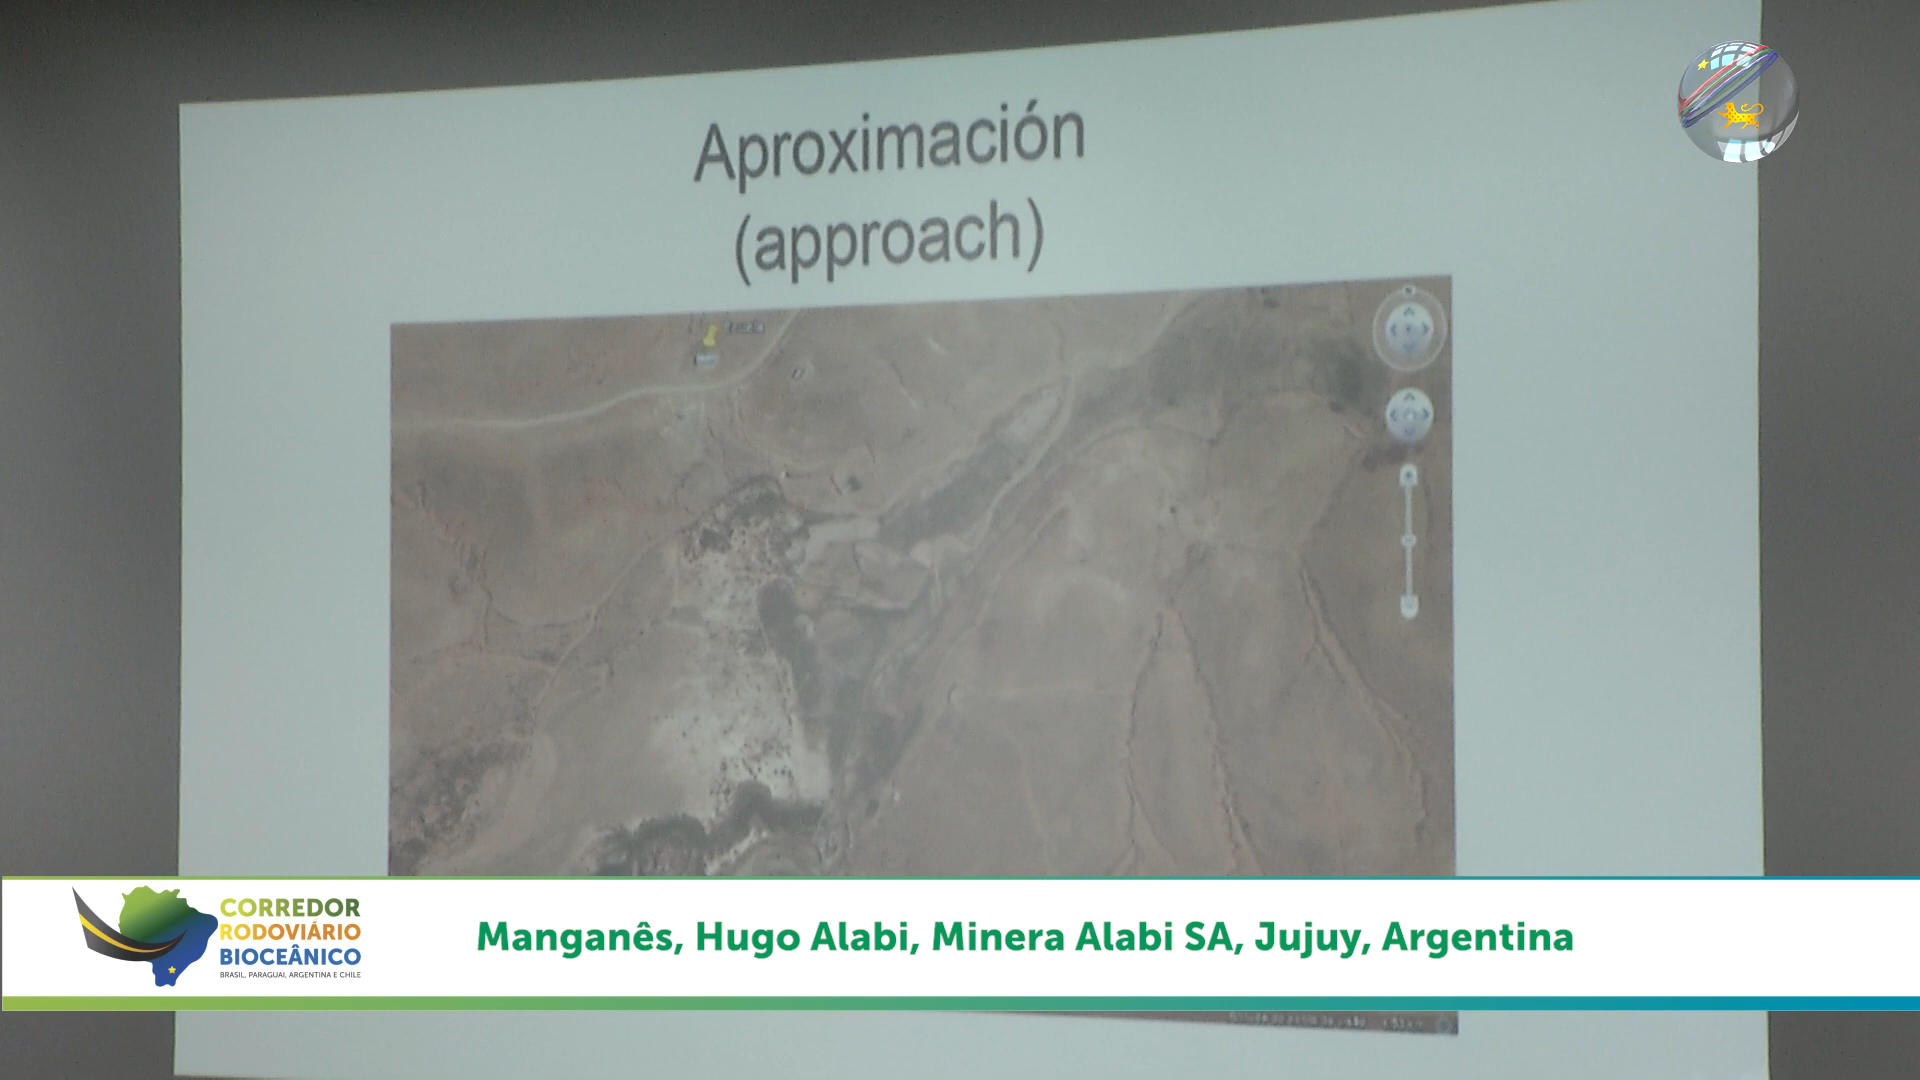 Aproximación
(approach)
CORREDOR
RODOVIÁRIO
BIOCEÂNICO
BRASIL, PARAGUAI, ARGENTINA E CHILE
Manganês, Hugo Alabi, Minera Alabi SA, Jujuy, Argentina